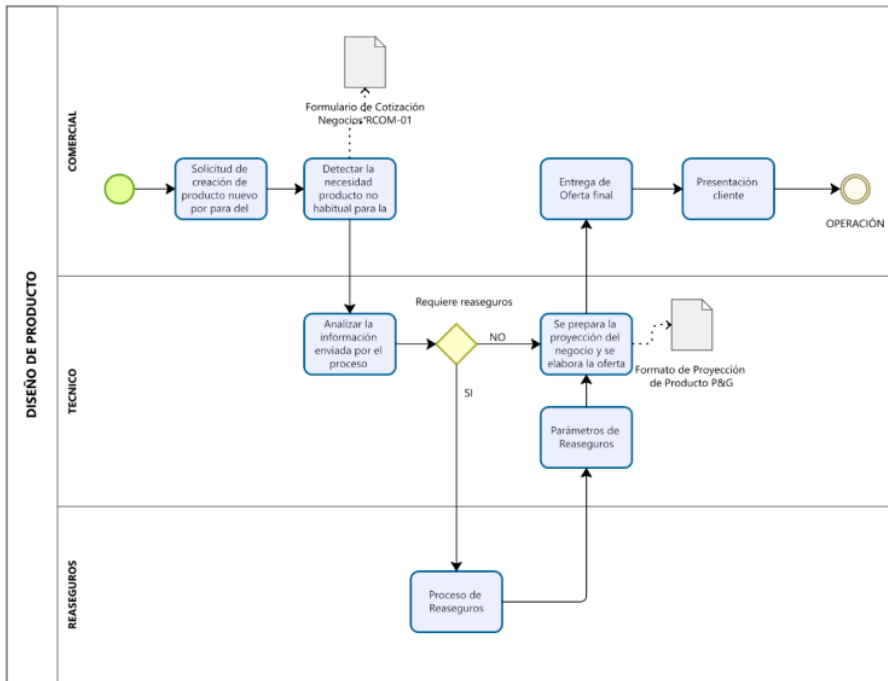 DISEÑO DE PRODUCTO
COMERCIAL
Formulario de Cotización
Negocios RCOM-01
Solicitud de
creación de
producto nuevo
por para del
Detectar la
necesidad
producto no
habitual para la
Entrega de
Oferta final
Presentación
cliente
OPERACIÓN
TECNICO
Analizar la
información
enviada por el
proceso
Requiere reaseguros
NO
SI
Se prepara la
proyección del
negocio y se
elabora la oferta
Formato de Proyección
de Producto P&G
Parámetros de
Reaseguros
REASEGUROS
Proceso de
Reaseguros